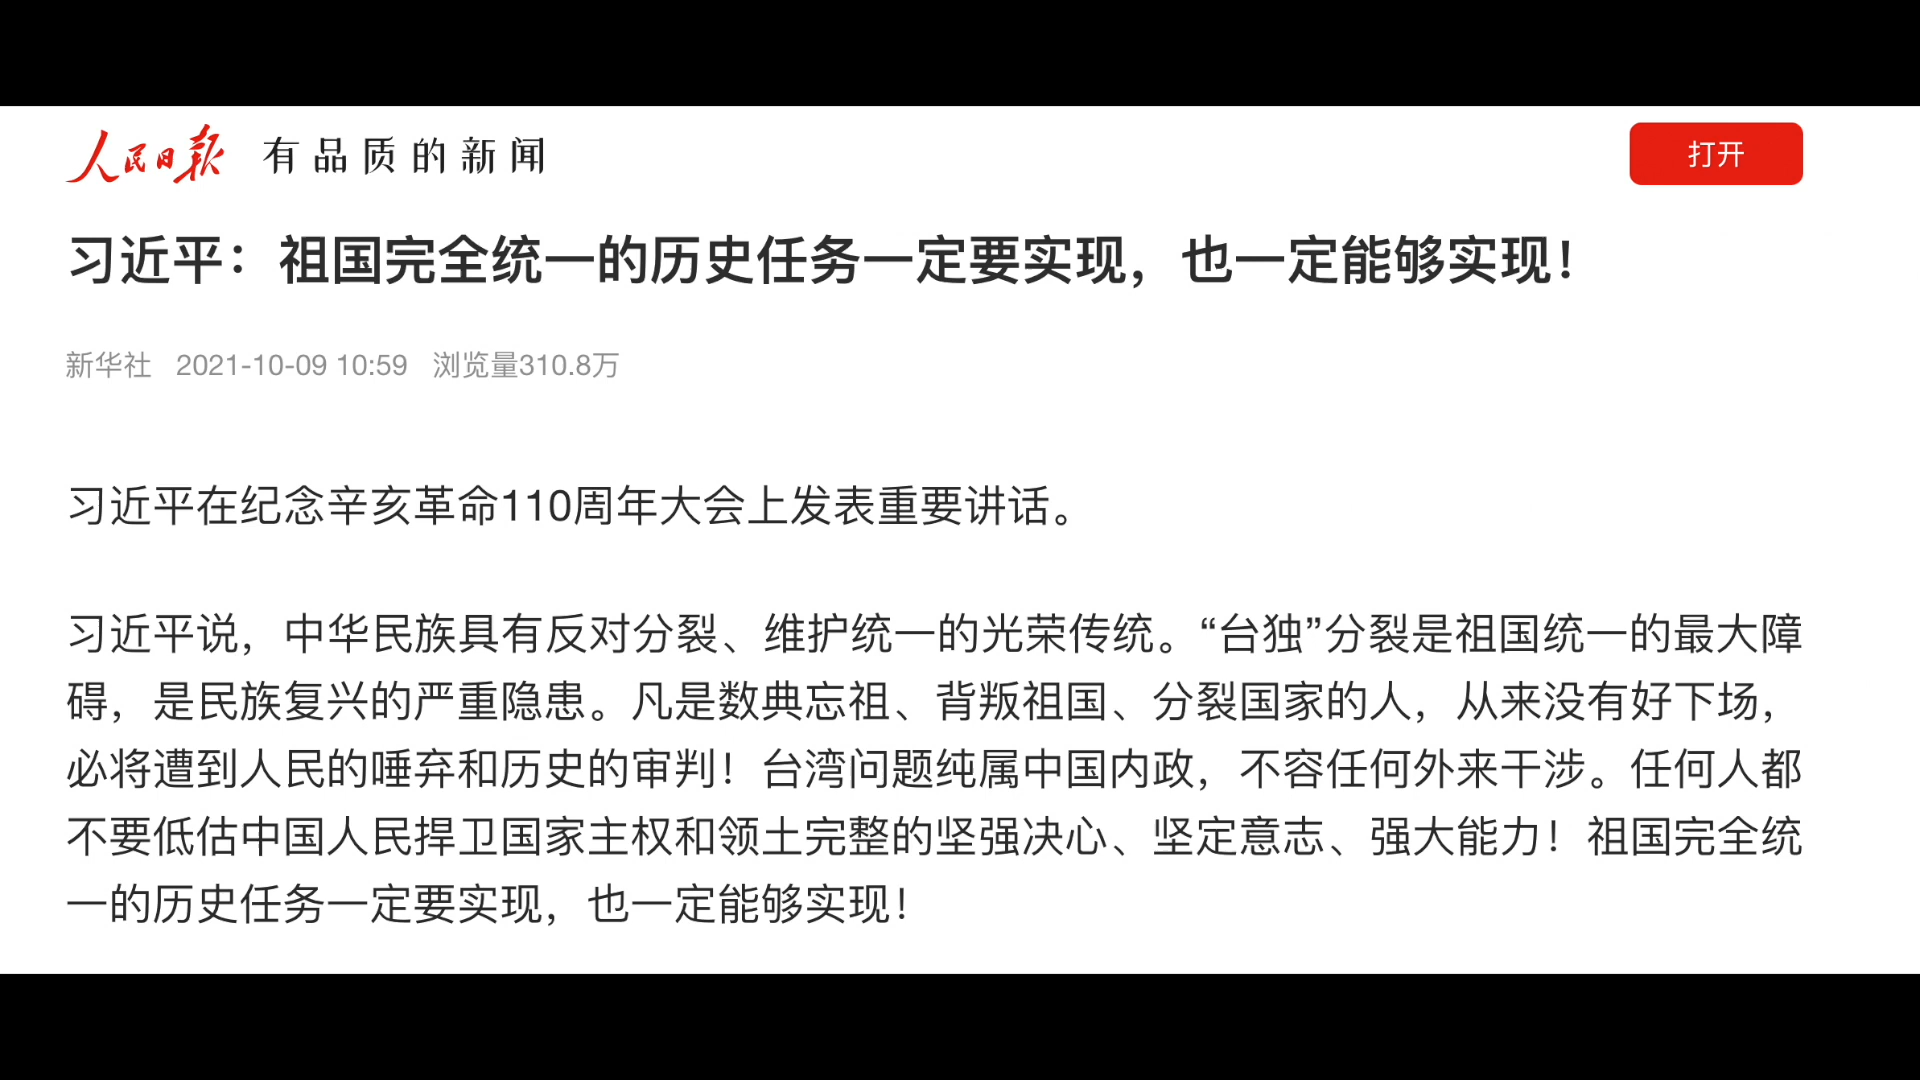 人民日报 有品质的新闻
打开
习近平：祖国完全统一的历史任务一定要实现，也一定能够实现！
新华社 2021-10-09 10:59 浏览量310.8万
习近平在纪念辛亥革命110周年大会上发表重要讲话。
习近平说，中华民族具有反对分裂、维护统一的光荣传统。“台独”分裂是祖国统一的最大障
碍，是民族复兴的严重隐患。凡是数典忘祖、背叛祖国、分裂国家的人，从来没有好下场，
必将遭到人民的唾弃和历史的审判！台湾问题纯属中国内政，不容任何外来干涉。任何人都
不要低估中国人民捍卫国家主权和领土完整的坚强决心、坚定意志、强大能力！祖国完全统
一的历史任务一定要实现，也一定能够实现！